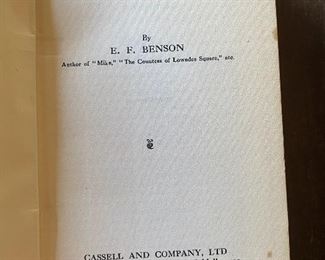 By
E. F. BENSON
Author of "Mike," "The Countess of Lowndes Square," etc.
CASSELL AND COMPANY, LTD